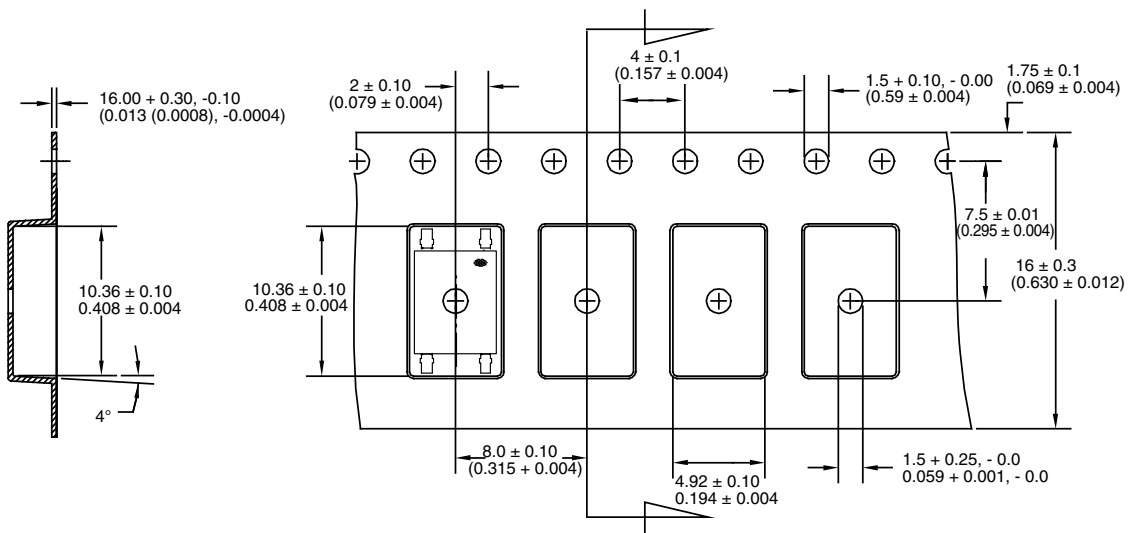 4 ± 0.1
(0.157 ± 0.004)
2 ± 0.10
(0.079 ± 0.004)
1.5 + 0.10, - 0.00
(0.59 ± 0.004)
1.75 ± 0.1
(0.069 ± 0.004)
16.00 + 0.30, -0.10
(0.013 (0.0008), -0.0004)
7.5 ± 0.01
(0.295 ± 0.004)
16 ± 0.3
(0.630 ± 0.012)
10.36 ± 0.10
0.408 ± 0.004
10.36 ± 0.10
0.408 ± 0.004
4°
8.0 ± 0.10
(0.315 + 0.004)
4.92 ± 0.10
0.194 ± 0.004
1.5 + 0.25, - 0.0
0.059 + 0.001, - 0.0